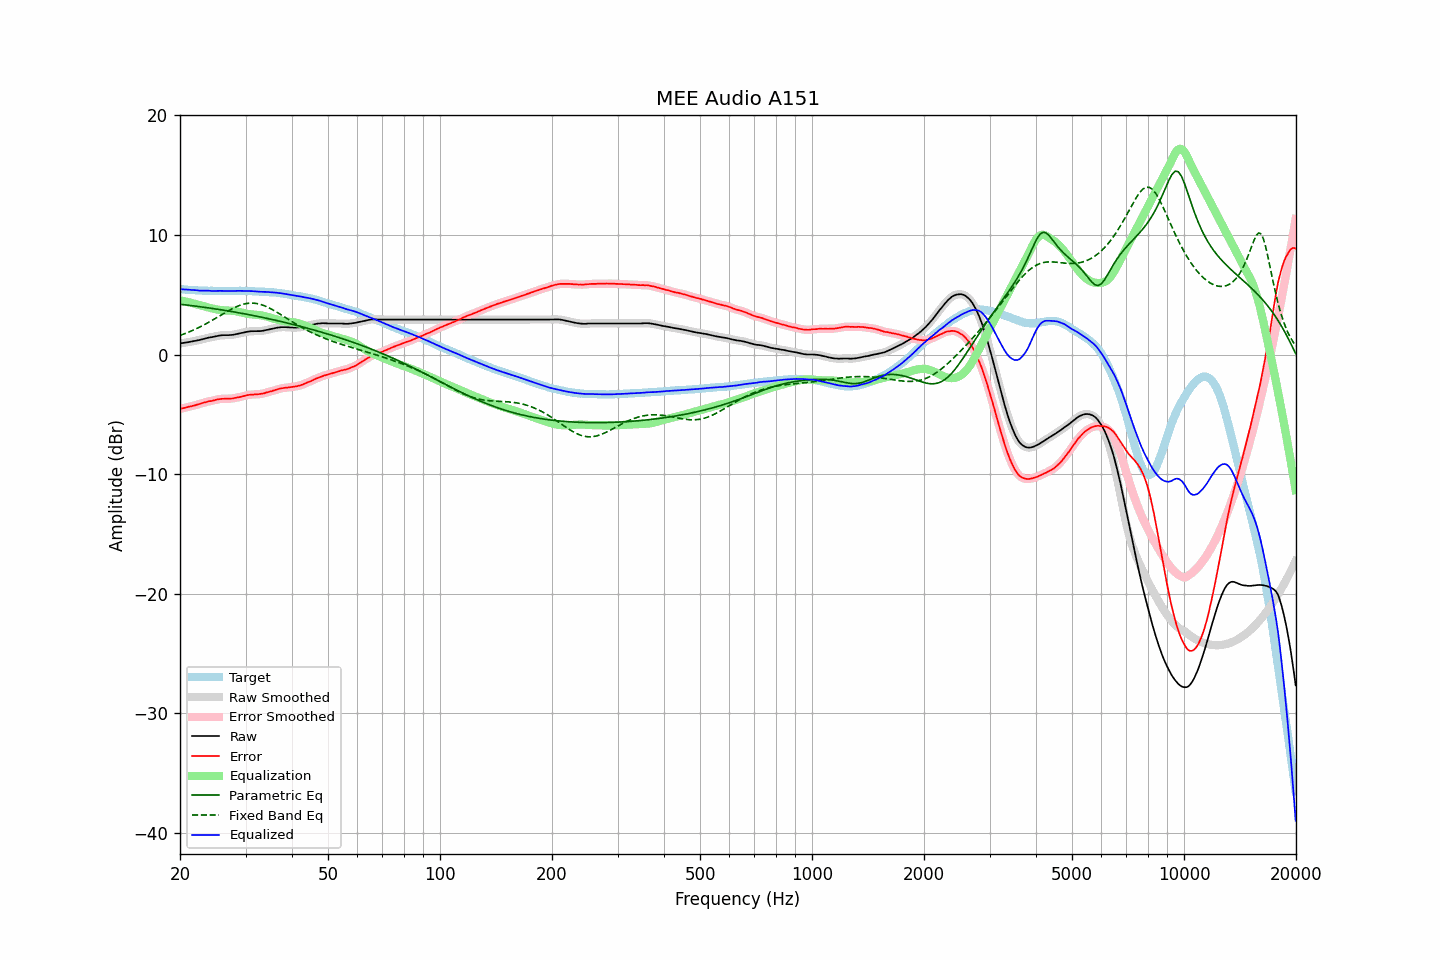 MEE Audio A151
20
10
0
−10
−20
−30
−40
Amplitude (dBr)
Target
Raw Smoothed
Error Smoothed
Raw
Error
Equalization
Parametric Eq
Fixed Band Eq
Equalized
20 50 100 200 500 1000 2000 5000 10000 20000
Frequency (Hz)